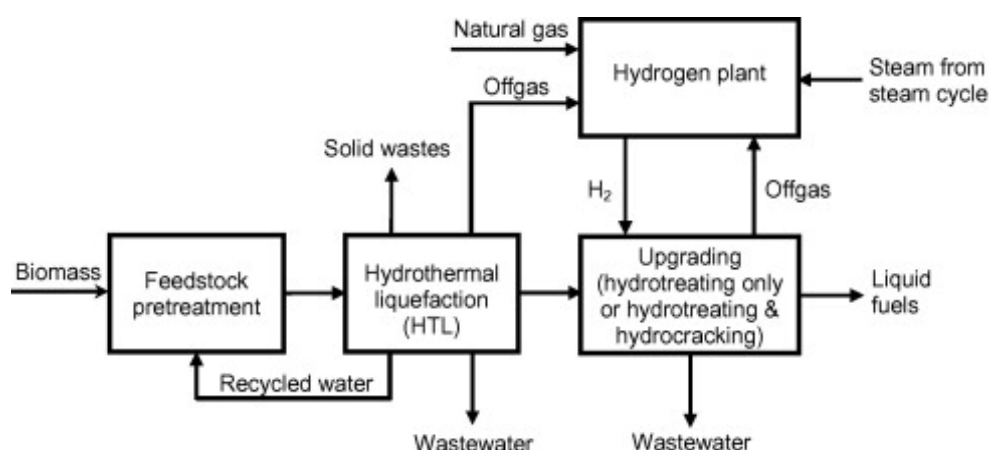 Natural gas
Hydrogen plant
Steam from
steam cycle
Offgas
Solid wastes
H₂
Offgas
Biomass
Feedstock
pretreatment
Hydrothermal
liquefaction
(HTL)
Upgrading
(hydrotreating only
or hydrotreating &
hydrocracking)
Liquid
fuels
Recycled water
Wastewater
Wastewater